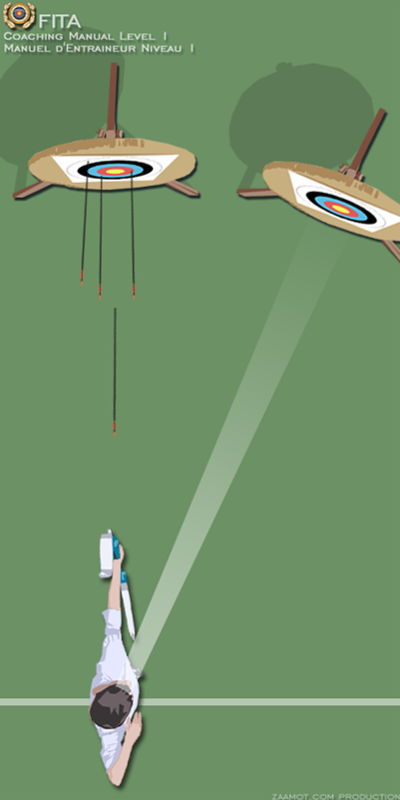 FITA
Coaching Manual Level 1
Manuel d'Entraineur Niveau 1
ZAAMOT.COM PRODUCTION